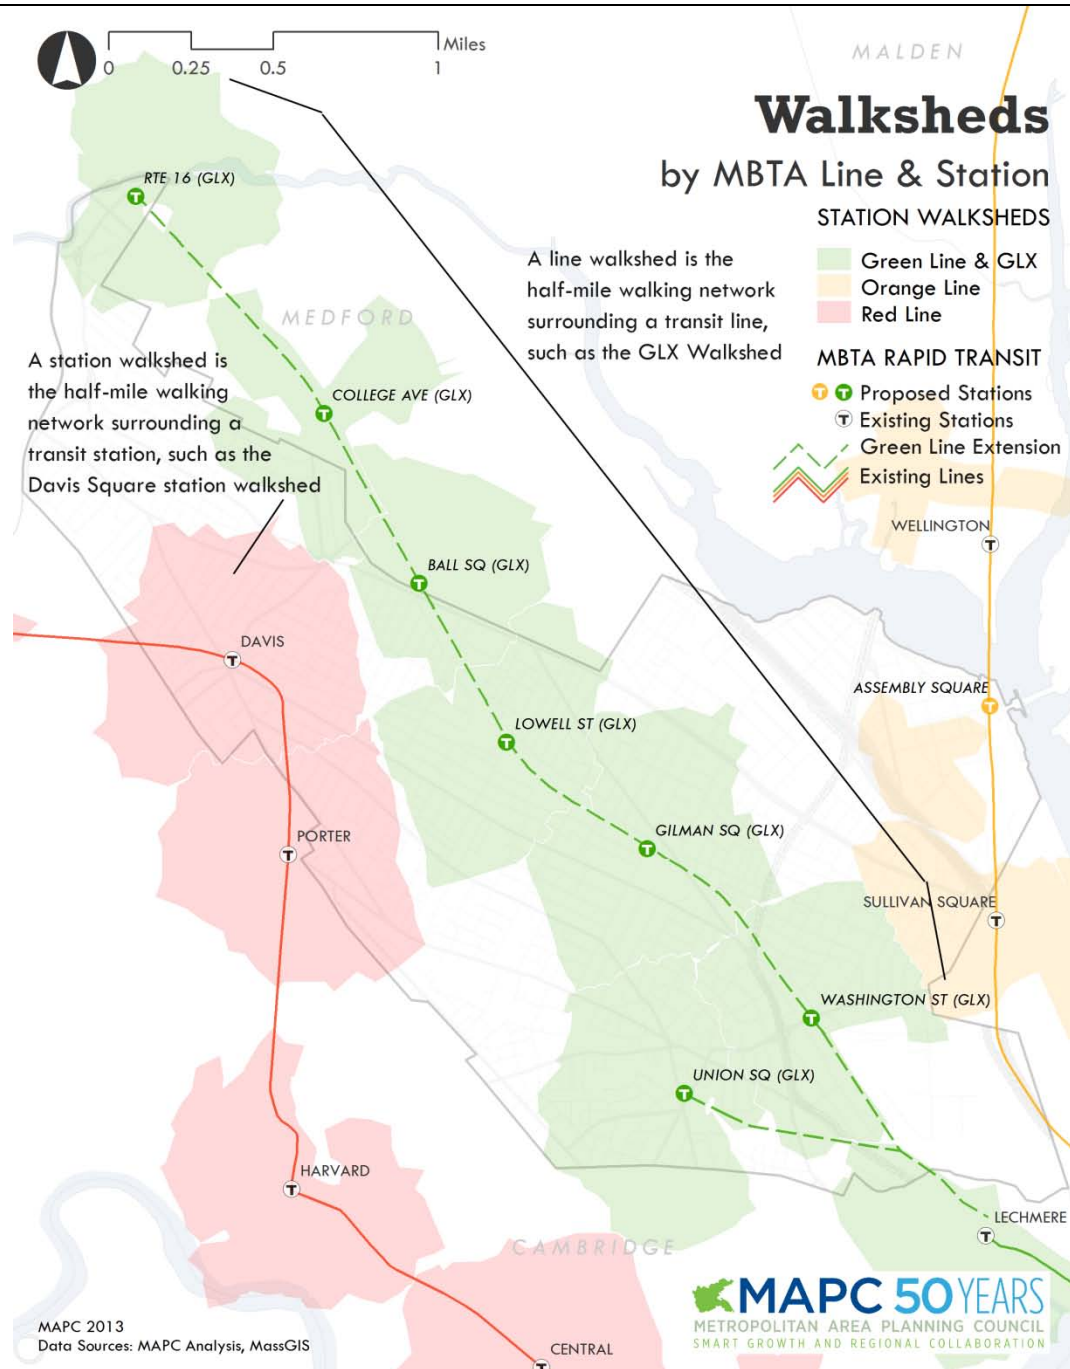 Miles
0 0.25 0.5 1
MALDEN
Walksheds
by MBTA Line & Station
STATION WALKSHEDS
Green Line & GLX
Orange Line
Red Line
MBTA RAPID TRANSIT
T T Proposed Stations
T Existing Stations
Green Line Extension
Existing Lines
RTE 16 (GLX)
T
A line walkshed is the
half-mile walking network
surrounding a transit line,
such as the GLX Walkshed
MEDFORD
A station walkshed is
the half-mile walking
network surrounding a
transit station, such as the
Davis Square station walkshed
COLLEGE AVE (GLX)
T
WELLINGTON
T
BALL SQ (GLX)
T
DAVIS
T
ASSEMBLY SQUARE
T
LOWELL ST (GLX)
T
PORTER
T
GILMAN SQ (GLX)
T
SULLIVAN SQUARE
T
WASHINGTON ST (GLX)
T
UNION SQ (GLX)
T
HARVARD
T
LECHMERE
T
CAMBRIDGE
MAPC 50 YEARS
METROPOLITAN AREA PLANNING COUNCIL
SMART GROWTH AND REGIONAL COLLABORATION
MAPC 2013
Data Sources: MAPC Analysis, MassGIS
CENTRAL
T